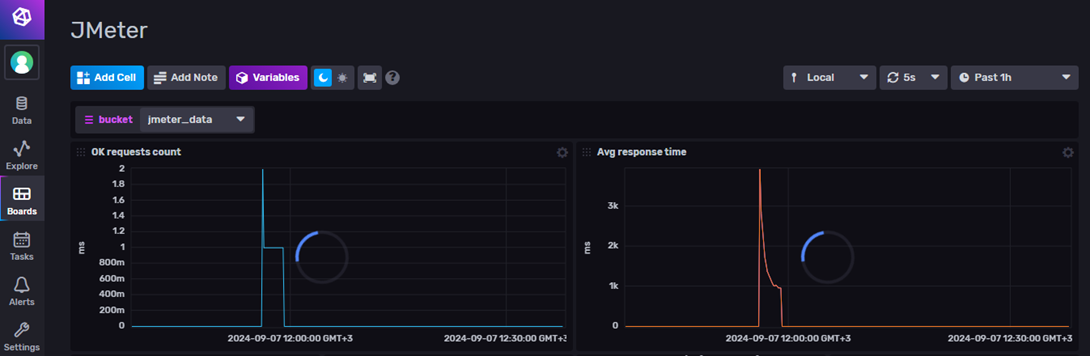 JMeter
Add Cell Add Note Variables ? Local 5s Past 1h
bucket jmeter_data
Data
Explore
Boards
Tasks
Alerts
Settings
OK requests count
ms
2
1.8
1.6
1.4
1.2
1
800m
600m
400m
200m
0
2024-09-07 12:00:00 GMT+3 2024-09-07 12:30:00 GMT+3
Avg response time
ms
3k
2k
1k
0
2024-09-07 12:00:00 GMT+3 2024-09-07 12:30:00 GMT+3